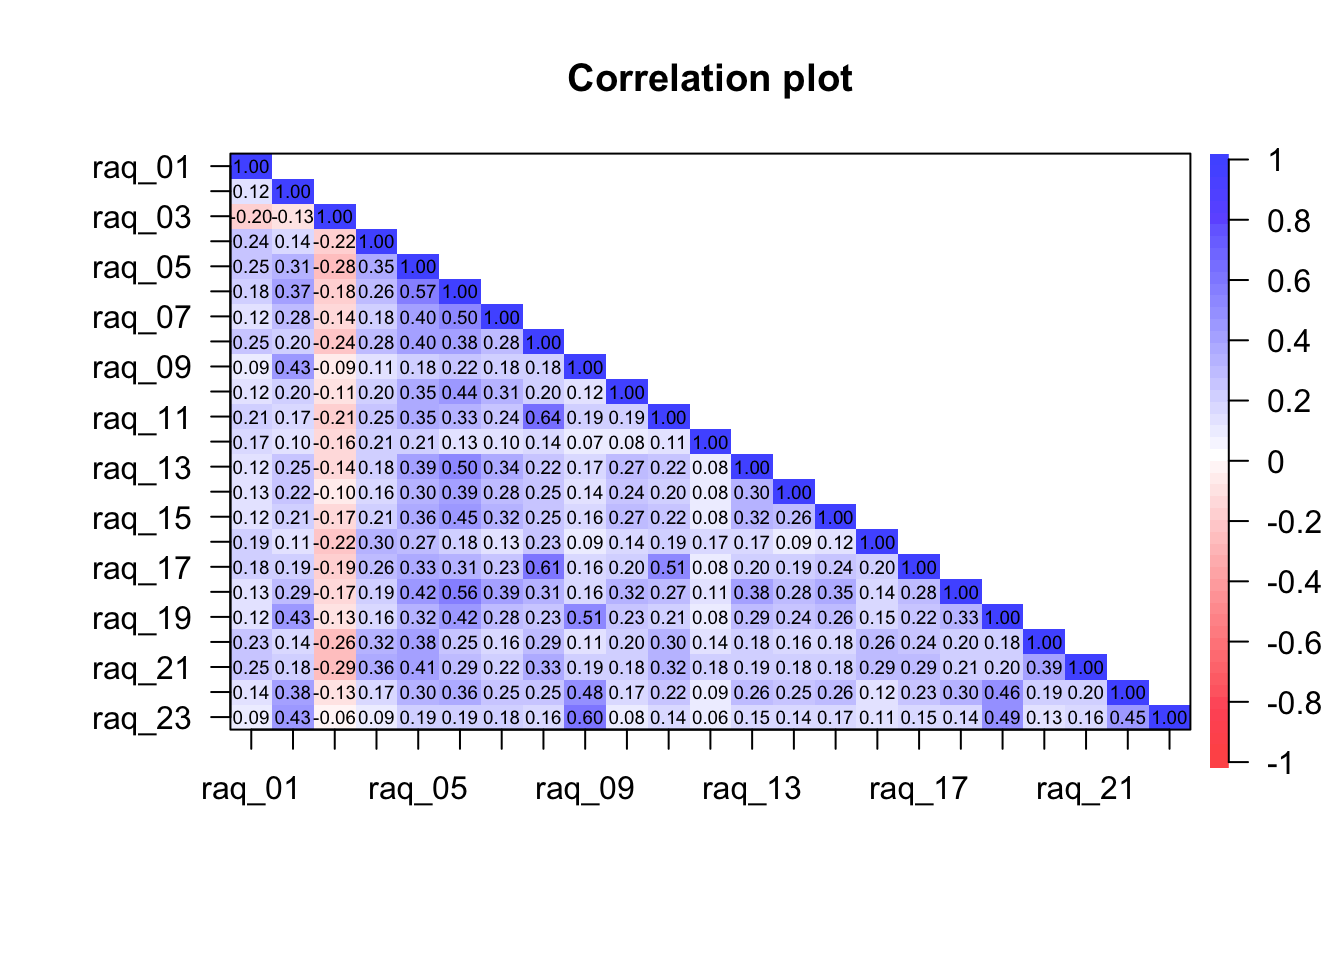 Correlation plot
raq_01 1.00 1
0.12 1.00
raq_03 -0.20 -0.13 1.00 0.8
0.24 0.14 -0.22 1.00
raq_05 0.25 0.31 -0.28 0.35 1.00 0.6
0.18 0.37 -0.18 0.26 0.57 1.00
raq_07 0.12 0.28 -0.14 0.18 0.40 0.50 1.00
0.25 0.20 -0.24 0.28 0.40 0.38 0.28 1.00 0.4
raq_09 0.09 0.43 -0.09 0.11 0.18 0.22 0.18 0.18 1.00
0.12 0.20 -0.11 0.20 0.35 0.44 0.31 0.20 0.12 1.00 0.2
raq_11 0.21 0.17 -0.21 0.25 0.35 0.33 0.24 0.64 0.19 0.19 1.00
0.17 0.10 -0.16 0.21 0.21 0.13 0.10 0.14 0.07 0.08 0.11 1.00
raq_13 0.12 0.25 -0.14 0.18 0.39 0.50 0.34 0.22 0.17 0.27 0.22 0.08 1.00 0
0.13 0.22 -0.10 0.16 0.30 0.39 0.28 0.25 0.14 0.24 0.20 0.08 0.30 1.00
raq_15 0.12 0.21 -0.17 0.21 0.36 0.45 0.32 0.25 0.16 0.27 0.22 0.08 0.32 0.26 1.00 -0.2
0.19 0.11 -0.22 0.30 0.27 0.18 0.13 0.23 0.09 0.14 0.19 0.17 0.17 0.09 0.12 1.00
raq_17 0.18 0.19 -0.19 0.26 0.33 0.31 0.23 0.61 0.16 0.20 0.51 0.08 0.20 0.19 0.24 0.20 1.00 -0.4
0.13 0.29 -0.17 0.19 0.42 0.56 0.39 0.31 0.16 0.32 0.27 0.11 0.38 0.28 0.35 0.14 0.28 1.00
raq_19 0.12 0.43 -0.13 0.16 0.32 0.42 0.28 0.23 0.51 0.23 0.21 0.08 0.29 0.24 0.26 0.15 0.22 0.33 1.00
0.23 0.14 -0.26 0.32 0.38 0.25 0.16 0.29 0.11 0.20 0.30 0.14 0.18 0.16 0.18 0.26 0.24 0.20 0.18 1.00 -0.6
raq_21 0.25 0.18 -0.29 0.36 0.41 0.29 0.22 0.33 0.19 0.18 0.32 0.18 0.19 0.18 0.18 0.29 0.29 0.21 0.20 0.39 1.00
0.14 0.38 -0.13 0.17 0.30 0.36 0.25 0.25 0.48 0.17 0.22 0.09 0.26 0.25 0.26 0.12 0.23 0.30 0.46 0.19 0.20 1.00 -0.8
raq_23 0.09 0.43 -0.06 0.09 0.19 0.19 0.18 0.16 0.60 0.08 0.14 0.06 0.15 0.14 0.17 0.11 0.15 0.14 0.49 0.13 0.16 0.45 1.00
-1
raq_01 raq_05 raq_09 raq_13 raq_17 raq_21